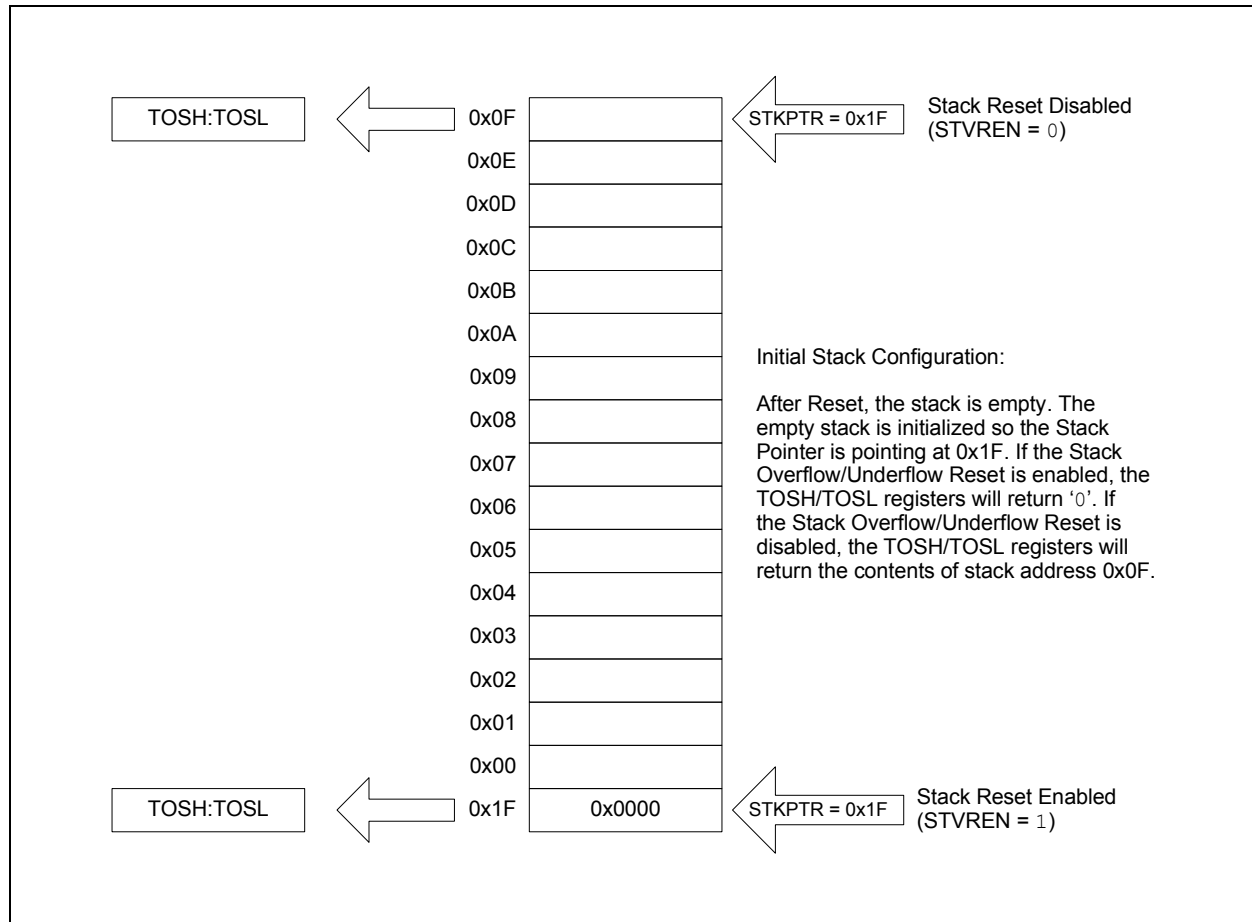 TOSH:TOSL
0x0F
STKPTR = 0x1F
Stack Reset Disabled
(STVREN = 0)
0x0E
0x0D
0x0C
0x0B
0x0A
0x09
0x08
0x07
0x06
0x05
0x04
0x03
0x02
0x01
0x00
Initial Stack Configuration:
After Reset, the stack is empty. The
empty stack is initialized so the Stack
Pointer is pointing at 0x1F. If the Stack
Overflow/Underflow Reset is enabled, the
TOSH/TOSL registers will return ‘0’. If
the Stack Overflow/Underflow Reset is
disabled, the TOSH/TOSL registers will
return the contents of stack address 0x0F.
TOSH:TOSL
0x1F
0x0000
STKPTR = 0x1F
Stack Reset Enabled
(STVREN = 1)